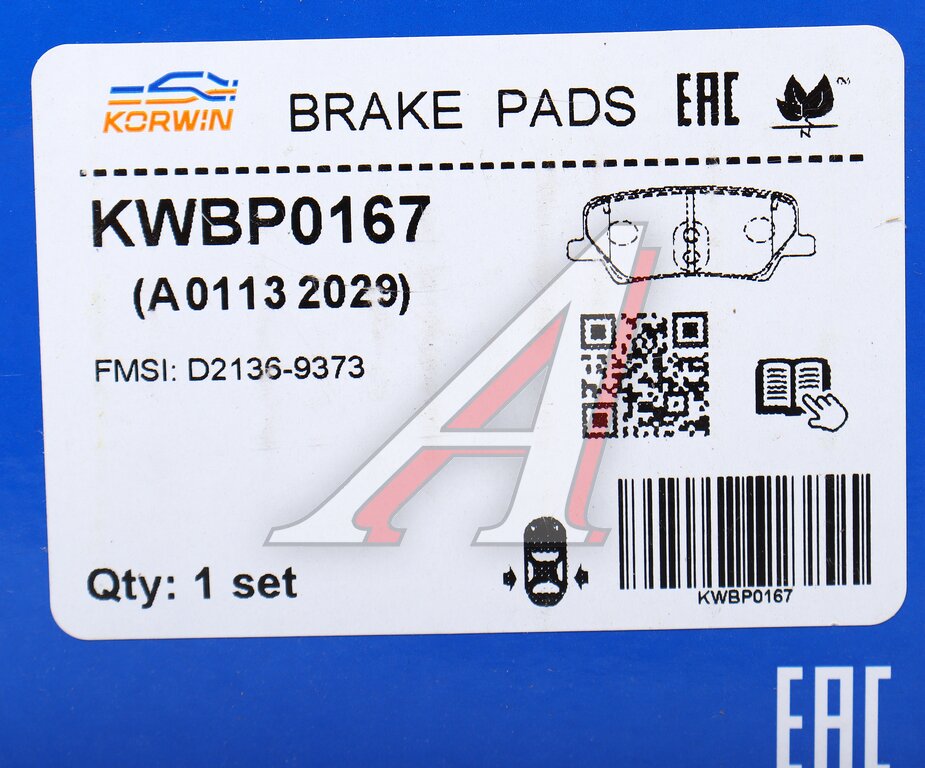 KORWIN
BRAKE PADS
EAC
N
KWBP0167
(A 0113 2029)
FMSI: D2136-9373
Qty: 1 set
KWBP0167
EAC